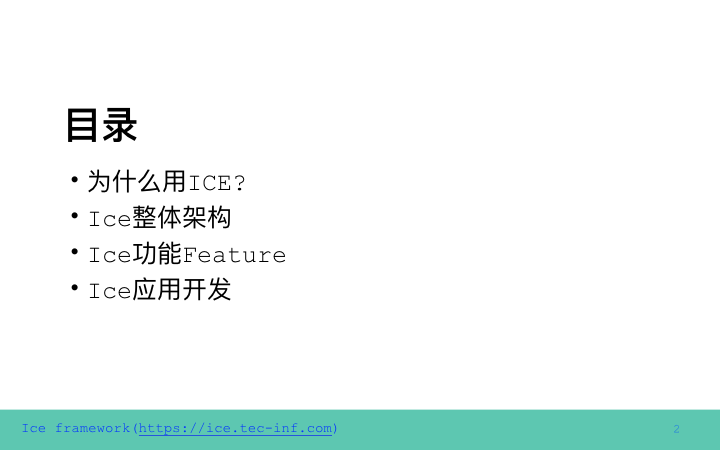 目录
• 为什么用ICE?
• Ice整体架构
• Ice功能Feature
• Ice应用开发
Ice framework(https://ice.tec-inf.com)
2